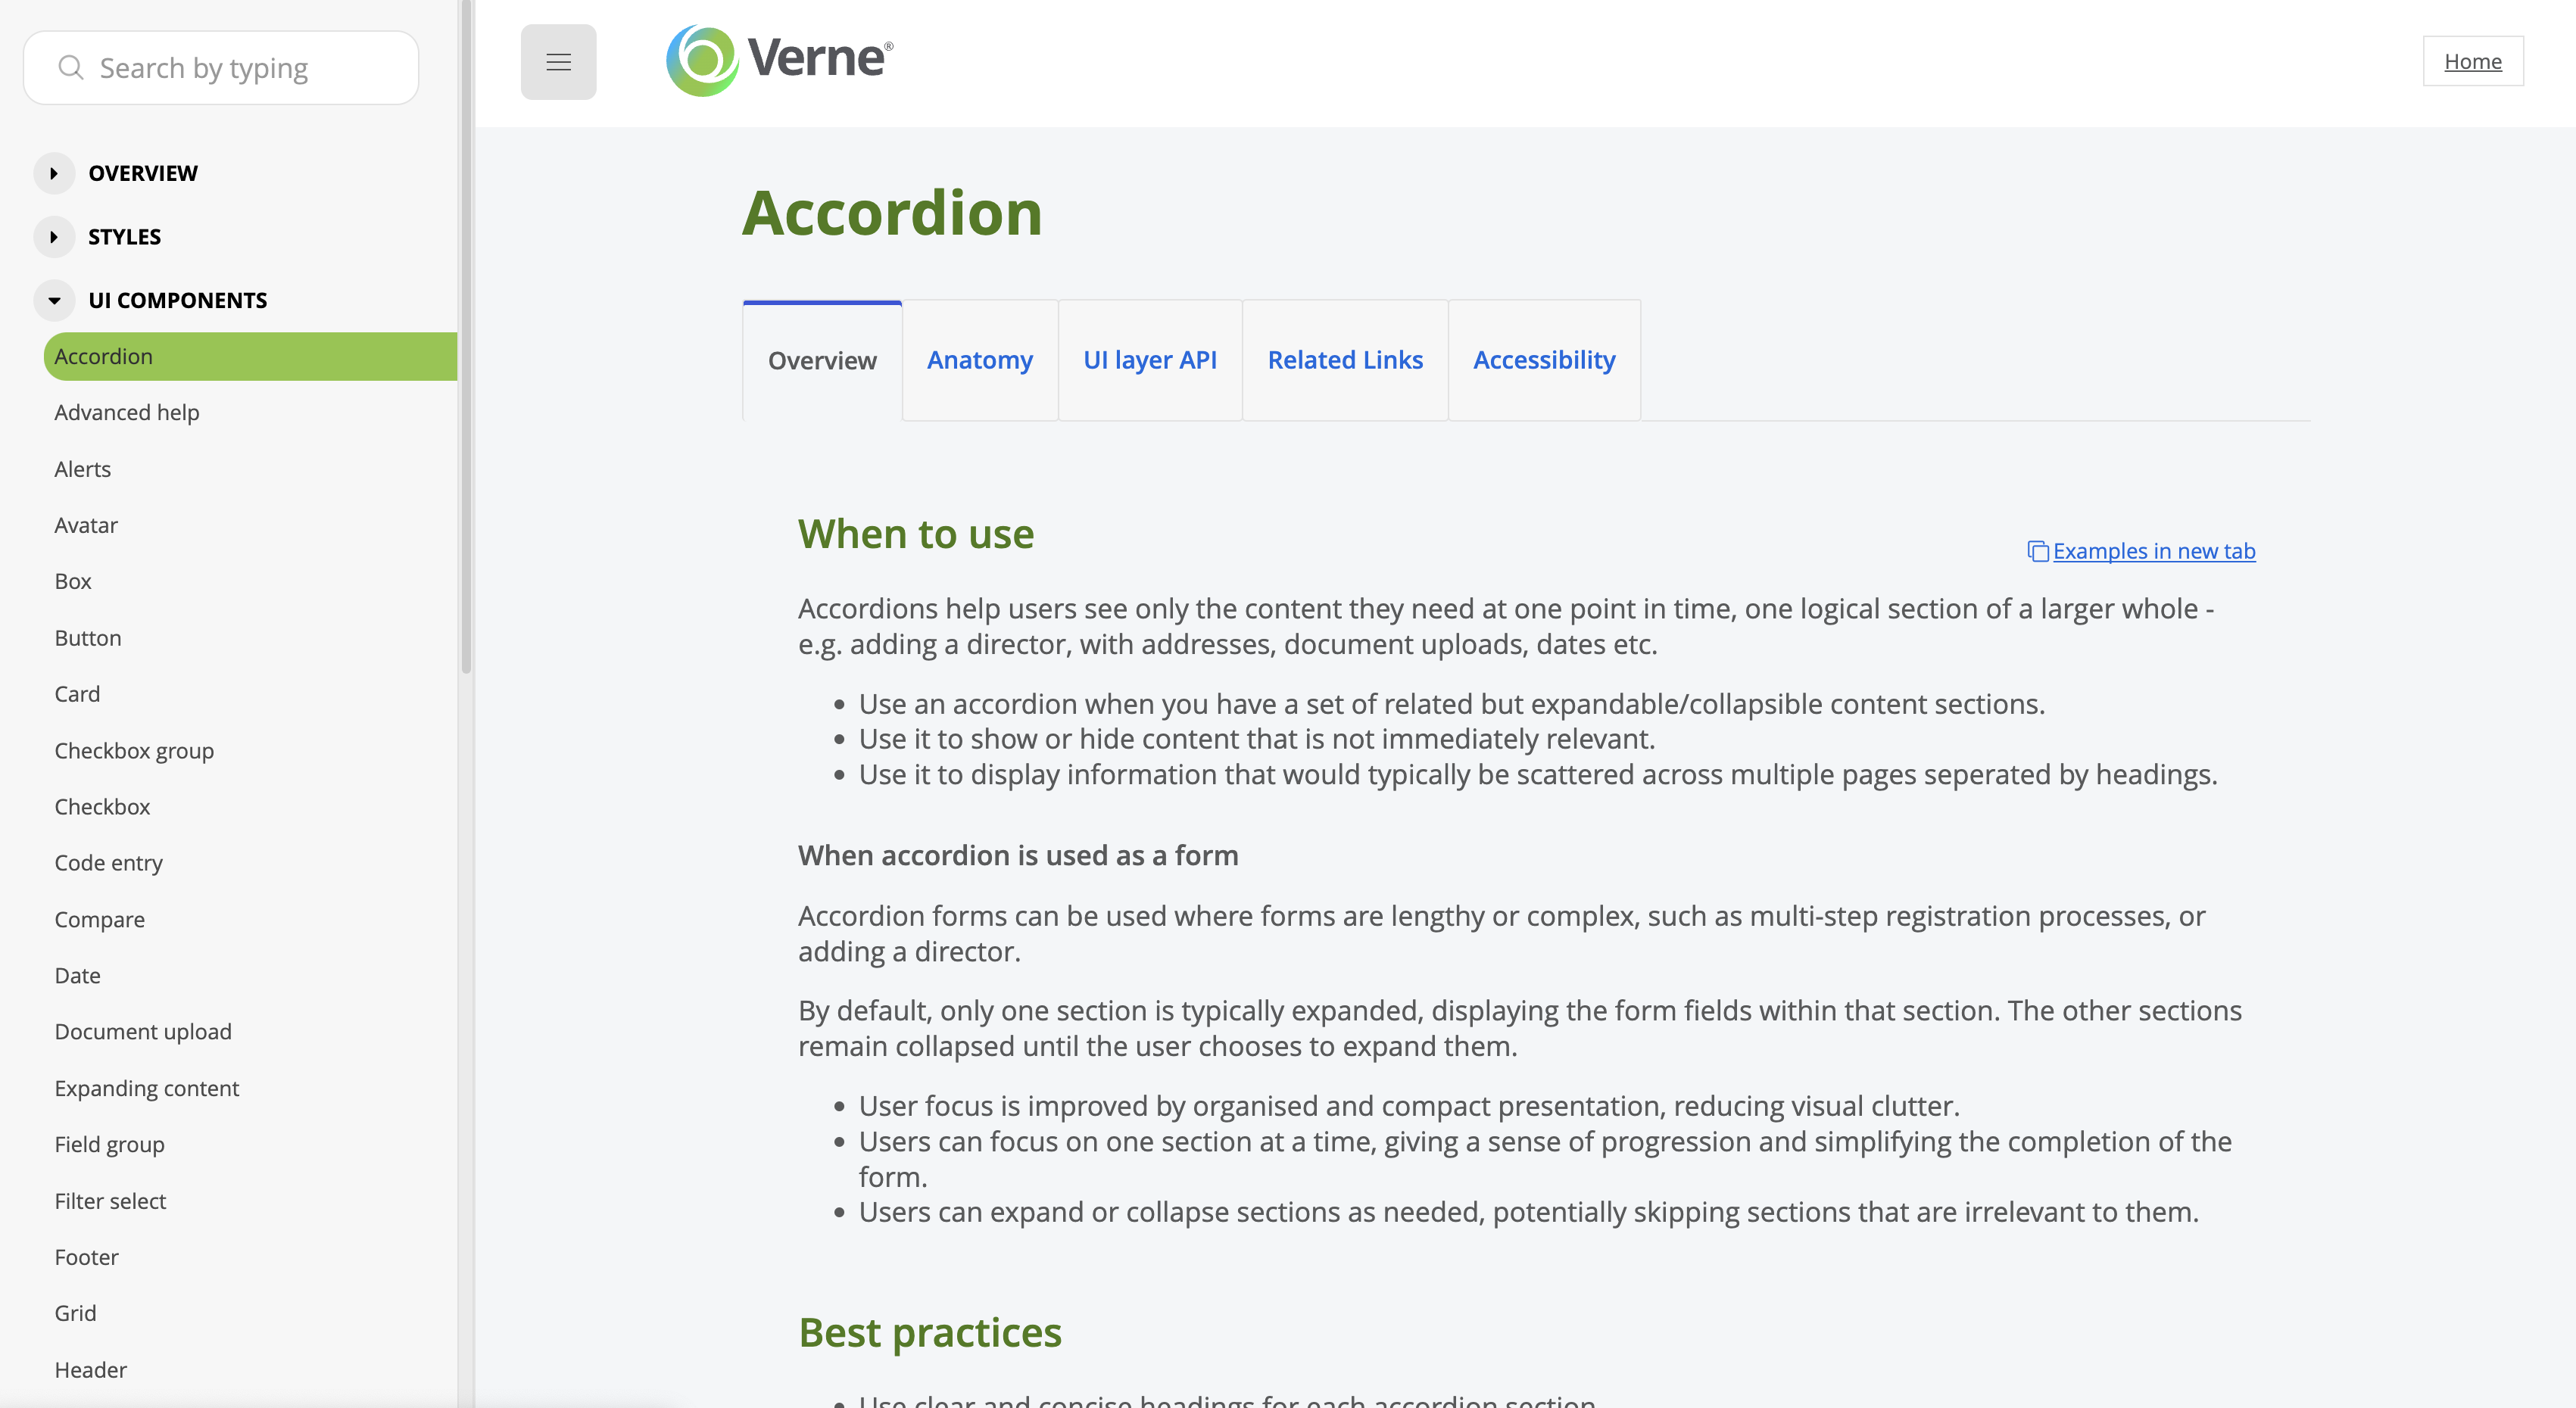 Search by typing
OVERVIEW
STYLES
UI COMPONENTS
Accordion
Advanced help
Alerts
Avatar
Box
Button
Card
Checkbox group
Checkbox
Code entry
Compare
Date
Document upload
Expanding content
Field group
Filter select
Footer
Grid
Header
Verne®
Home
Accordion
Overview
Anatomy
UI layer API
Related Links
Accessibility
When to use
Examples in new tab
Accordions help users see only the content they need at one point in time, one logical section of a larger whole -
e.g. adding a director, with addresses, document uploads, dates etc.
• Use an accordion when you have a set of related but expandable/collapsible content sections.
• Use it to show or hide content that is not immediately relevant.
• Use it to display information that would typically be scattered across multiple pages seperated by headings.
When accordion is used as a form
Accordion forms can be used where forms are lengthy or complex, such as multi-step registration processes, or
adding a director.
By default, only one section is typically expanded, displaying the form fields within that section. The other sections
remain collapsed until the user chooses to expand them.
• User focus is improved by organised and compact presentation, reducing visual clutter.
• Users can focus on one section at a time, giving a sense of progression and simplifying the completion of the
form.
• Users can expand or collapse sections as needed, potentially skipping sections that are irrelevant to them.
Best practices
• Use clear and concise headings for each accordion section